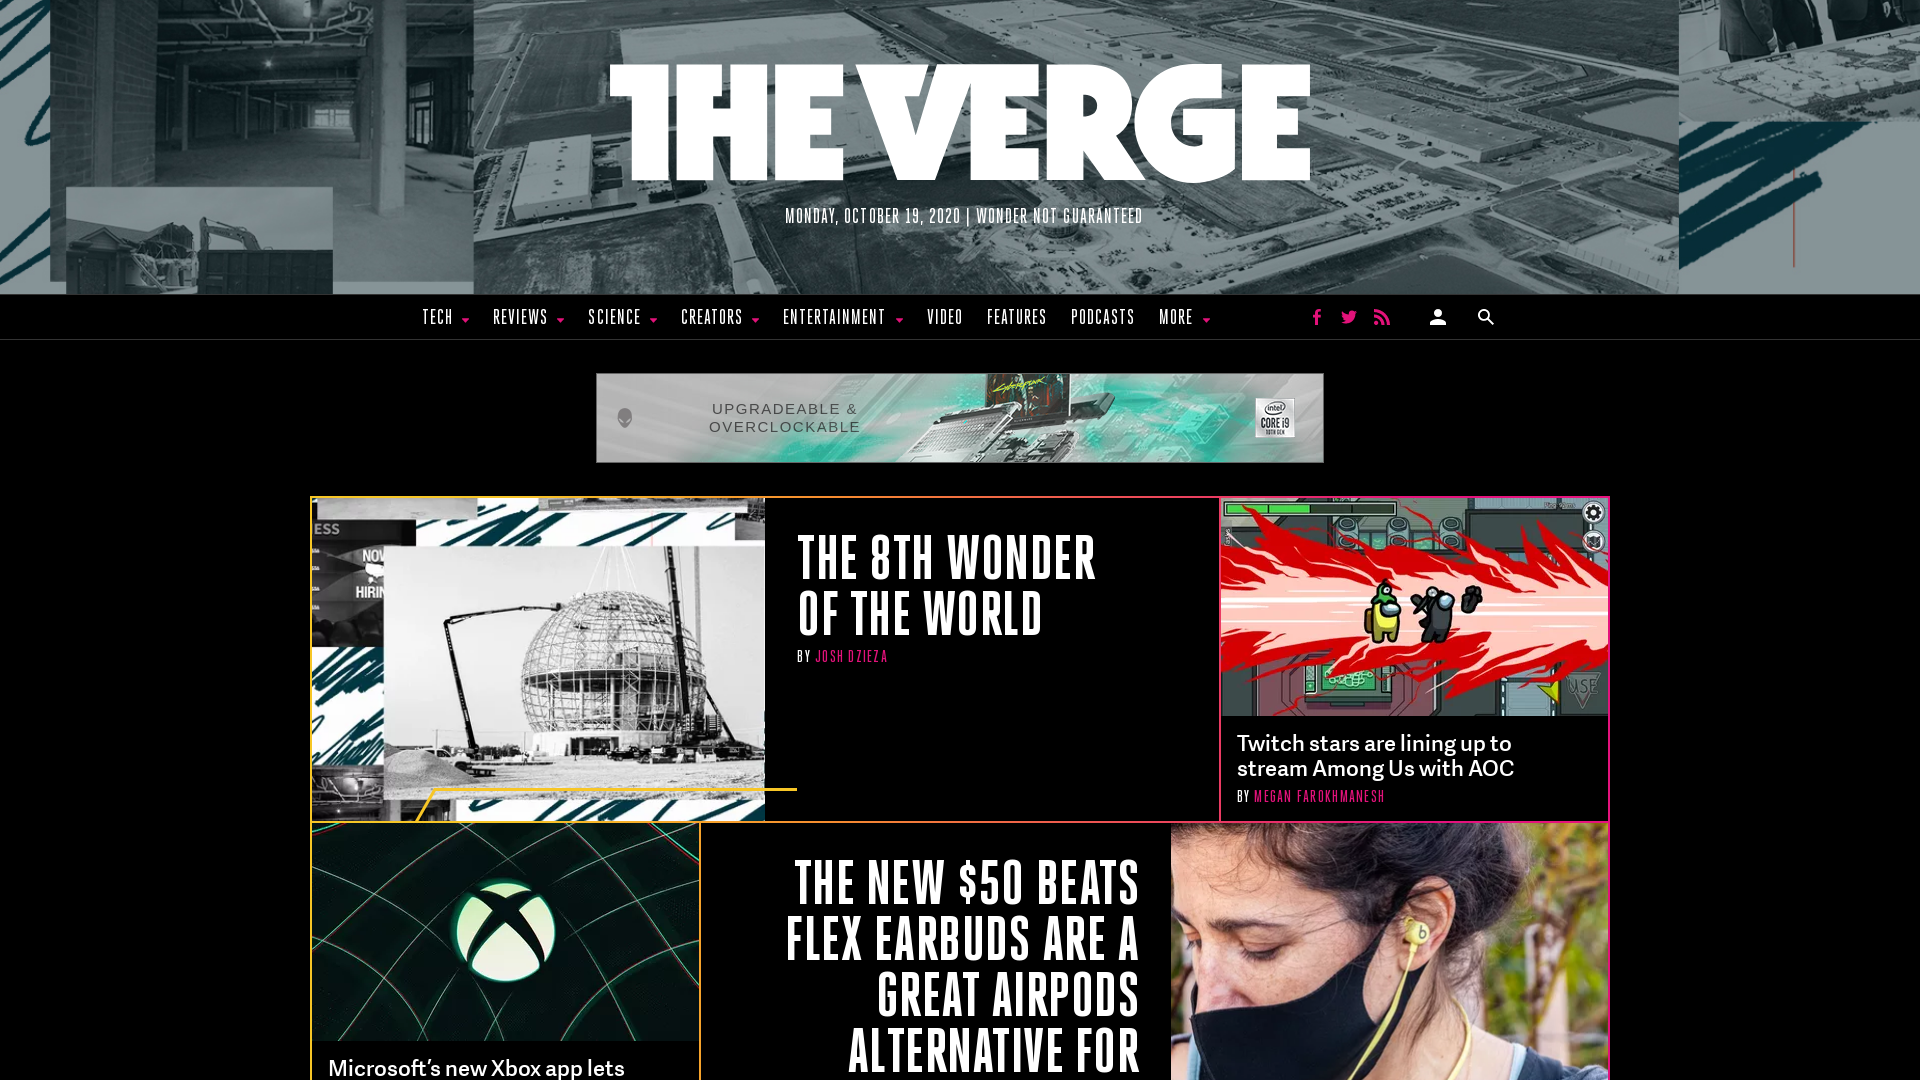 THE VERGE
MONDAY, OCTOBER 19, 2020 | WONDER NOT GUARANTEED
TECH REVIEWS SCIENCE CREATORS ENTERTAINMENT VIDEO FEATURES PODCASTS MORE
UPGRADEABLE &
OVERCLOCKABLE
intel
CORE i9
10TH GEN
THE 8TH WONDER
OF THE WORLD
BY JOSH DZIEZA
USE
Twitch stars are lining up to
stream Among Us with AOC
BY MEGAN FAROKHMANESH
Microsoft’s new Xbox app lets
THE NEW $50 BEATS
FLEX EARBUDS ARE A
GREAT AIRPODS
ALTERNATIVE FOR